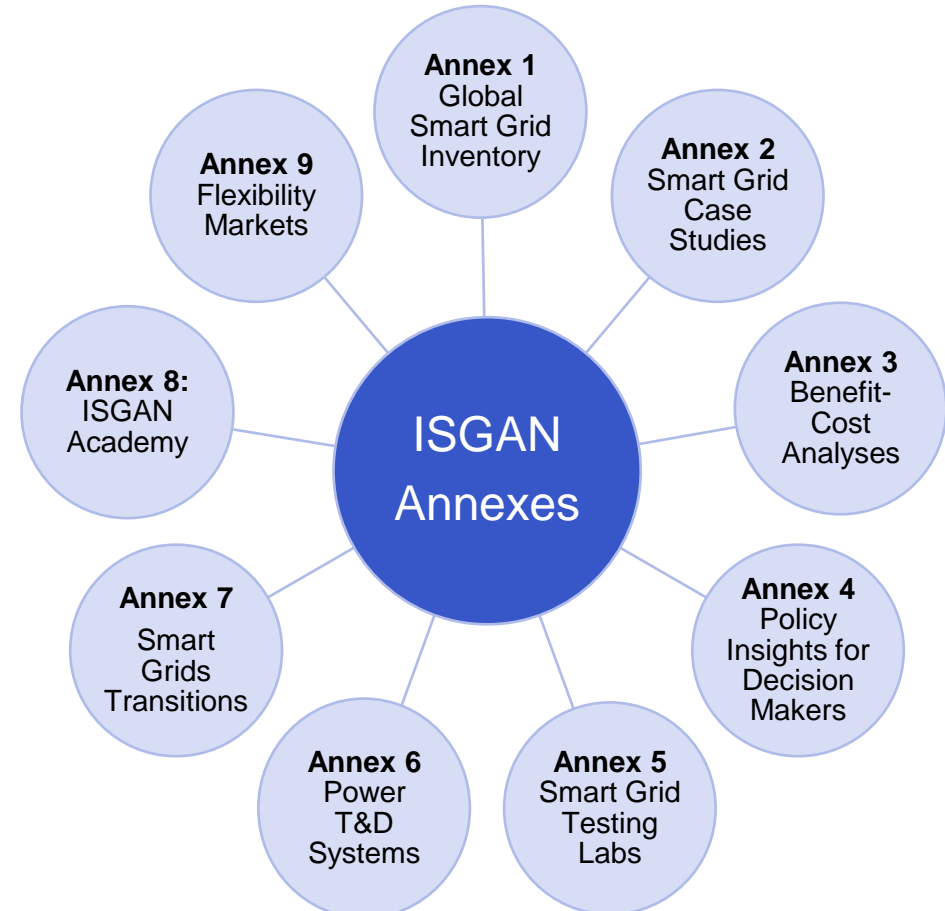 Annex 1
Global
Smart Grid
Inventory
Annex 2
Smart Grid
Case
Studies
Annex 3
Benefit-
Cost
Analyses
Annex 4
Policy
Insights for
Decision
Makers
Annex 5
Smart Grid
Testing
Labs
Annex 6
Power
T&D
Systems
Annex 7
Smart
Grids
Transitions
Annex 8:
ISGAN
Academy
Annex 9
Flexibility
Markets
ISGAN
Annexes